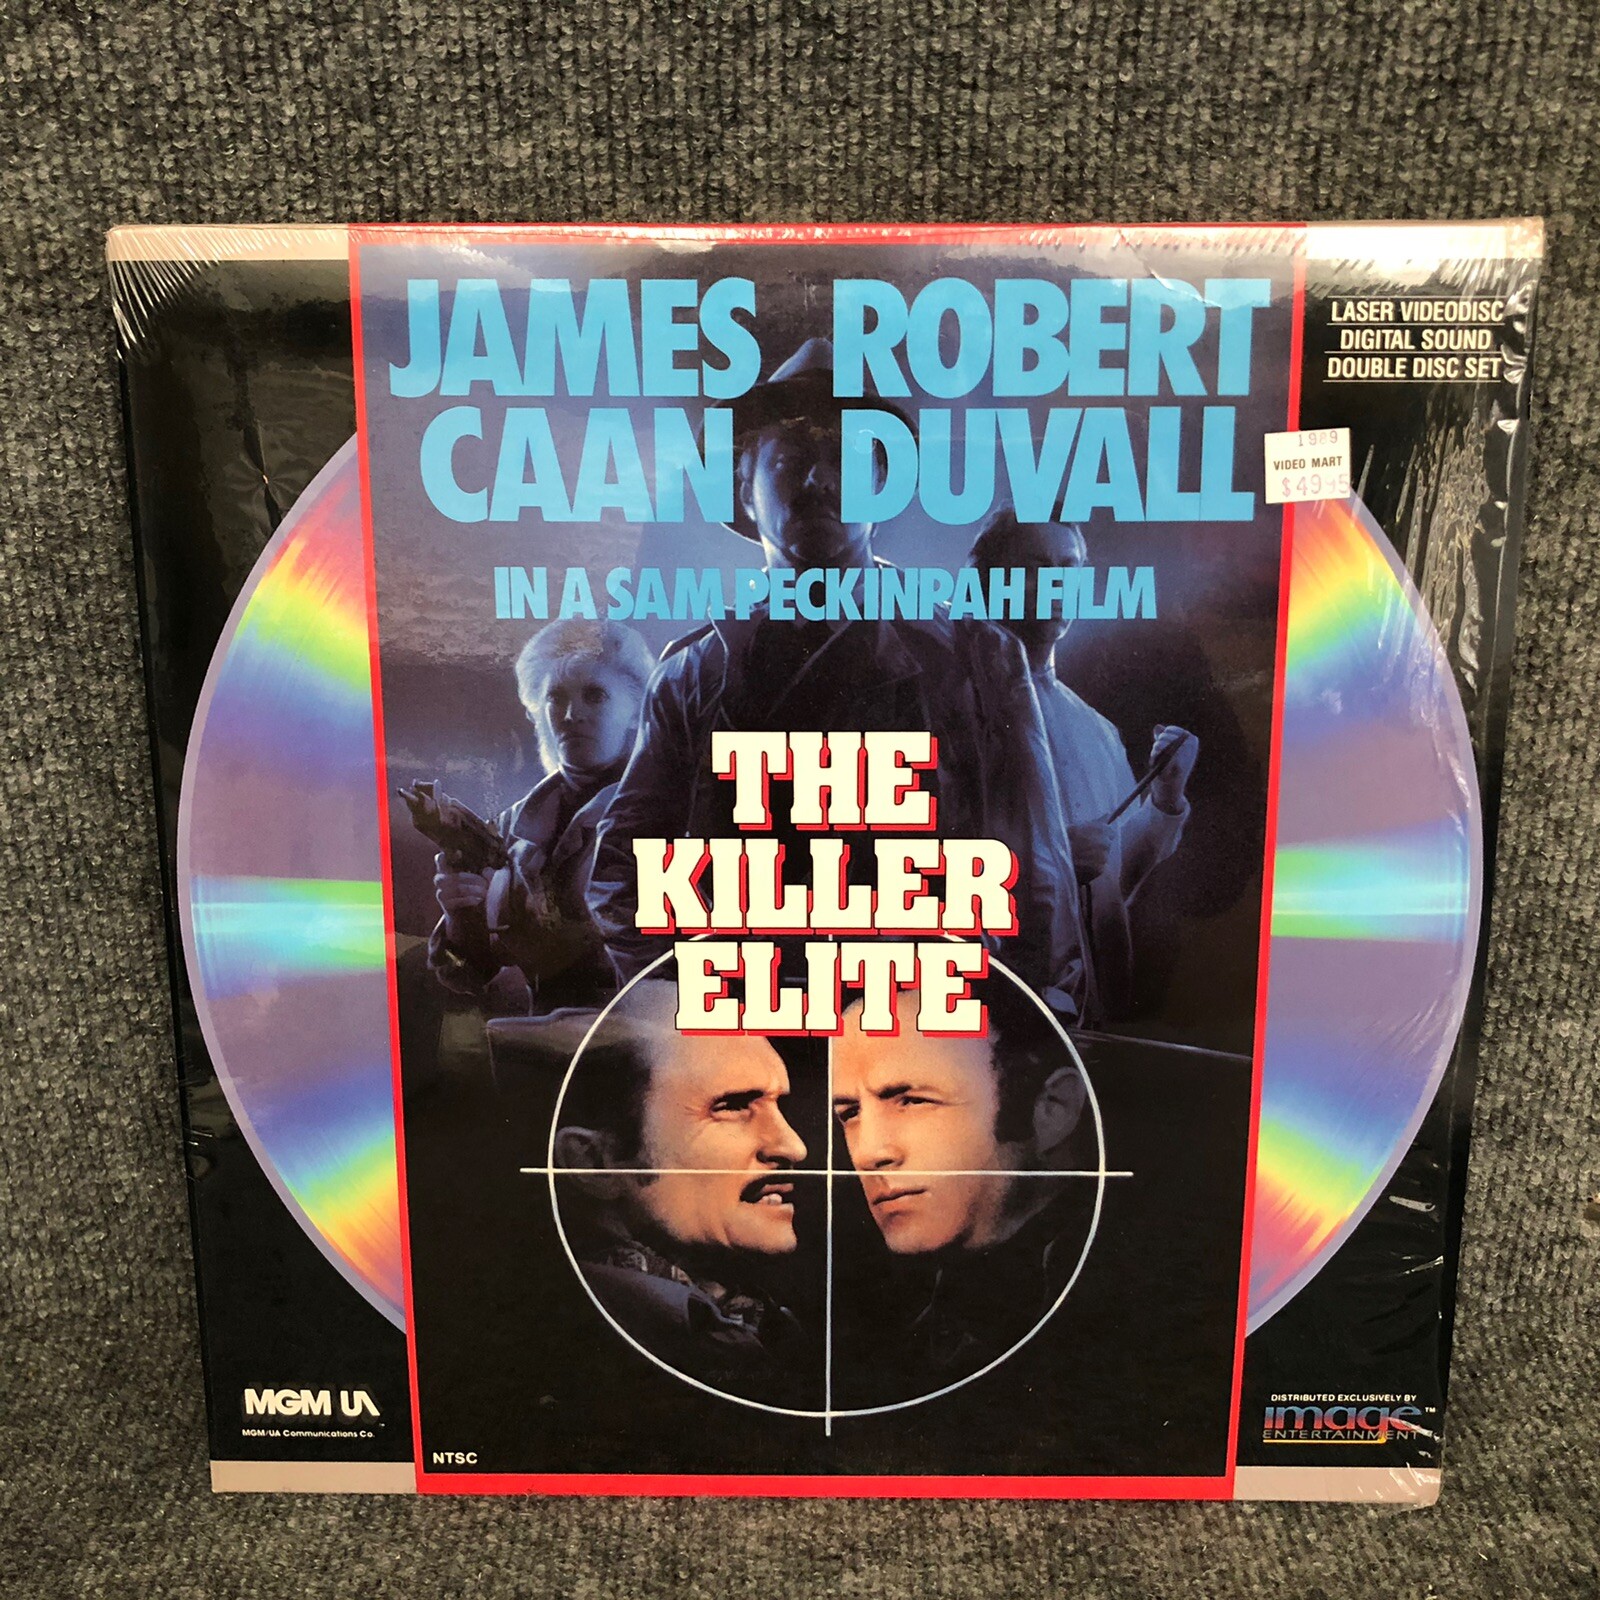 JAMES ROBERT
CAAN DUVALL
IN A SAM PECKINPAH FILM
THE
KILLER
ELITE
LASER VIDEODISC
DIGITAL SOUND
DOUBLE DISC SET
1989
VIDEO MART
$49.95
MGM UA
MGM/UA Communications Co.
NTSC
DISTRIBUTED EXCLUSIVELY BY
image™
ENTERTAINMENT